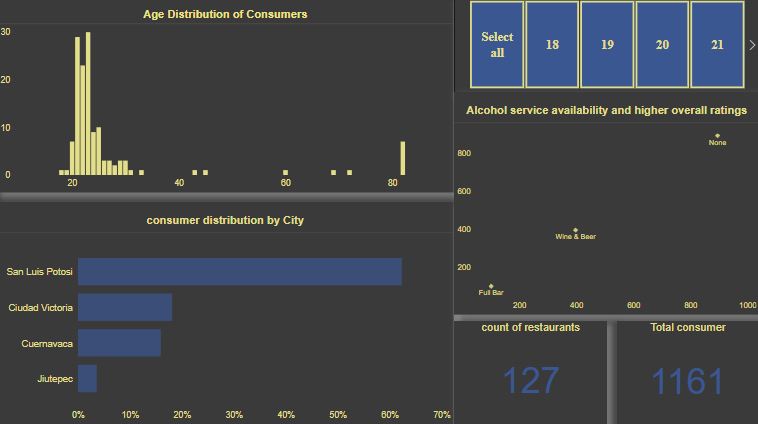 Age Distribution of Consumers
30
20
10
0
20 40 60 80
Select
all
18
19
20
21
Alcohol service availability and higher overall ratings
800
600
400
200
None
Wine & Beer
Full Bar
200 400 600 800 1000
consumer distribution by City
San Luis Potosi
Ciudad Victoria
Cuernavaca
Jiutepec
0% 10% 20% 30% 40% 50% 60% 70%
count of restaurants
127
Total consumer
1161